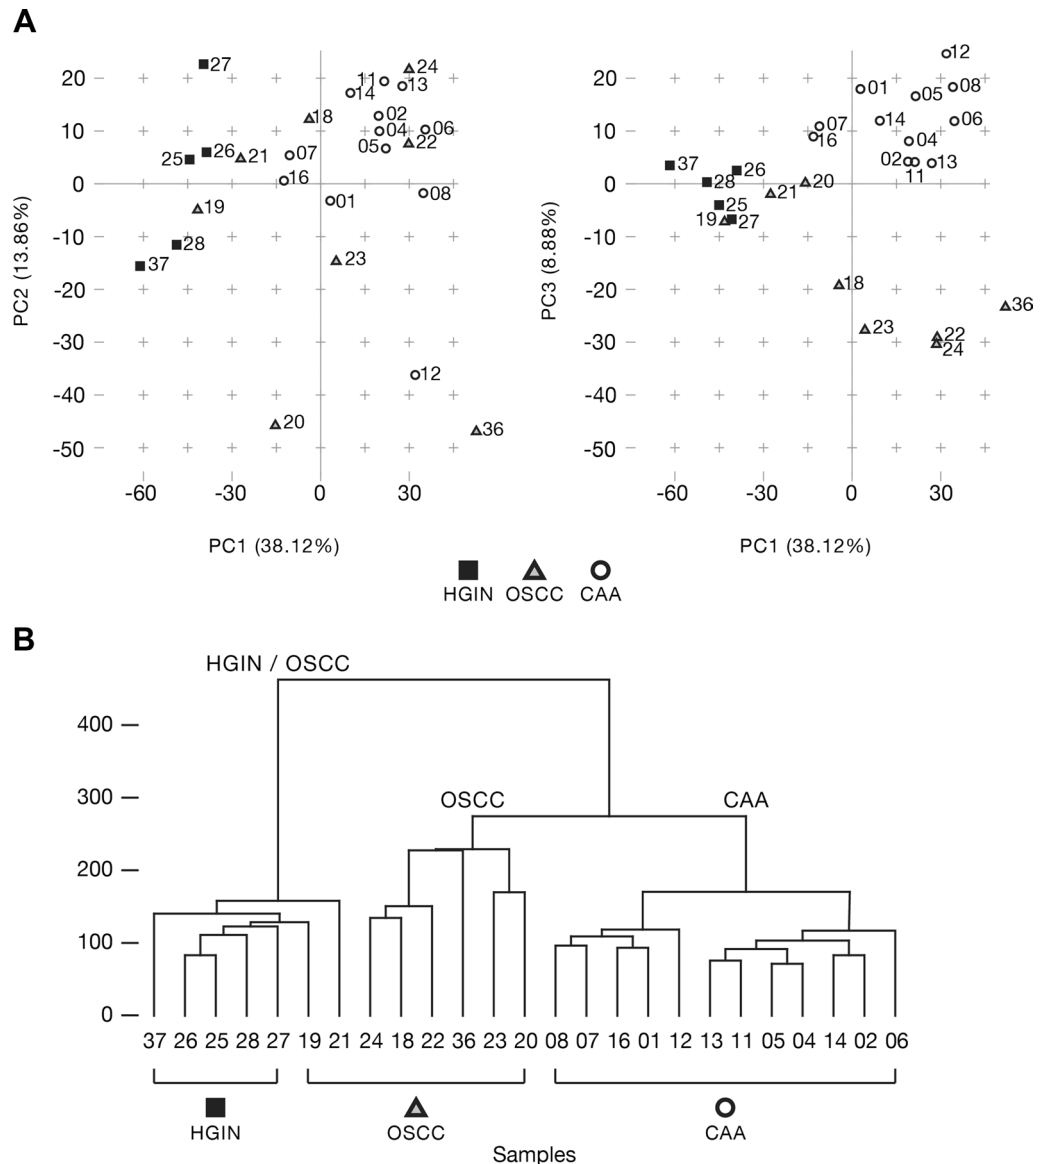 A
27 24 11 13 14 18 02 06 04 22 05 26 25 21 07 16 08 01 19 28 37 23 12 20 36
20
10
0
-10
-20
-30
-40
-50
PC2 (13.86%)
-60 -30 0 30
PC1 (38.12%)
12 01 05 08 14 06 07 16 04 02 11 13 37 26 28 21 20 25 19 27 18 36 23 22 24
20
10
0
-10
-20
-30
-40
-50
PC3 (8.88%)
-60 -30 0 30
PC1 (38.12%)
HGIN OSCC CAA
B
HGIN / OSCC
OSCC CAA
400
300
200
100
0
37 26 25 28 27 19 21 24 18 22 36 23 20 08 07 16 01 12 13 11 05 04 14 02 06
HGIN OSCC CAA
Samples